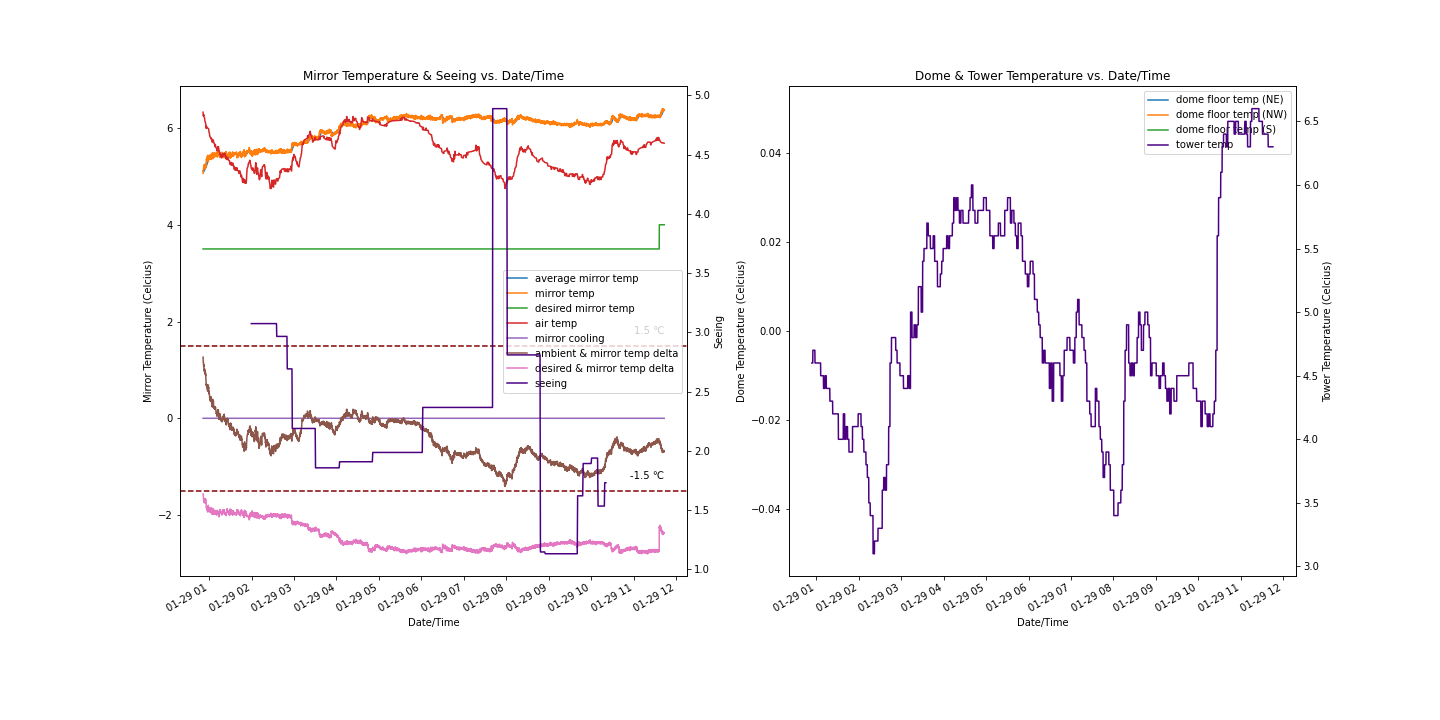 Mirror Temperature & Seeing vs. Date/Time
6
4
2
0
−2
Mirror Temperature (Celcius)
5.0
4.5
4.0
3.5
3.0
2.5
2.0
1.5
1.0
Seeing
average mirror temp
mirror temp
desired mirror temp
air temp
mirror cooling
ambient & mirror temp delta
desired & mirror temp delta
seeing
1.5 °C
-1.5 °C
01-29 01
01-29 02
01-29 03
01-29 04
01-29 05
01-29 06
01-29 07
01-29 08
01-29 09
01-29 10
01-29 11
01-29 12
Date/Time
Dome & Tower Temperature vs. Date/Time
0.04
0.02
0.00
−0.02
−0.04
Dome Temperature (Celcius)
dome floor temp (NE)
dome floor temp (NW)
dome floor temp (S)
tower temp
6.5
6.0
5.5
5.0
4.5
4.0
3.5
3.0
Tower Temperature (Celcius)
01-29 01
01-29 02
01-29 03
01-29 04
01-29 05
01-29 06
01-29 07
01-29 08
01-29 09
01-29 10
01-29 11
01-29 12
Date/Time